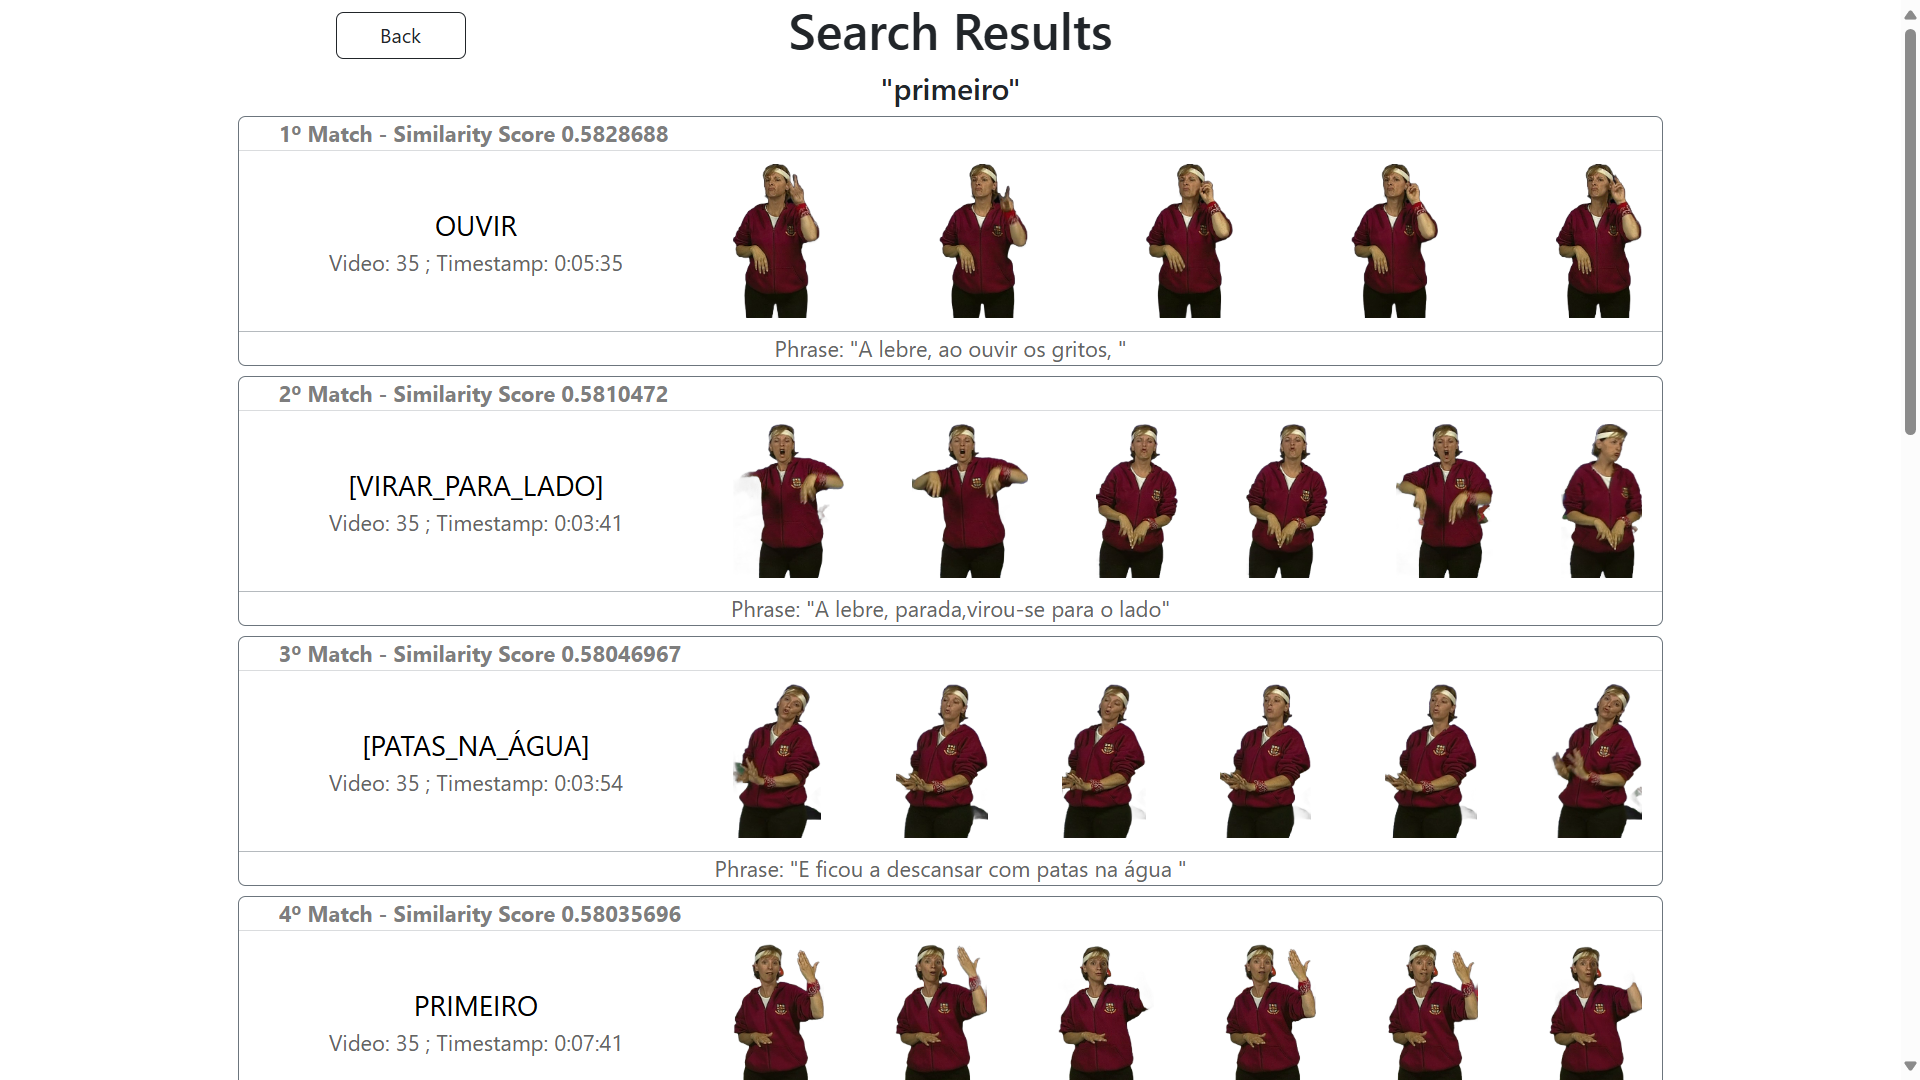 Back
Search Results
"primeiro"
1º Match - Similarity Score 0.5828688
OUVIR
Video: 35 ; Timestamp: 0:05:35
Phrase: "A lebre, ao ouvir os gritos, "
2º Match - Similarity Score 0.5810472
[VIRAR_PARA_LADO]
Video: 35 ; Timestamp: 0:03:41
Phrase: "A lebre, parada,virou-se para o lado"
3º Match - Similarity Score 0.58046967
[PATAS_NA_ÁGUA]
Video: 35 ; Timestamp: 0:03:54
Phrase: "E ficou a descansar com patas na água "
4º Match - Similarity Score 0.58035696
PRIMEIRO
Video: 35 ; Timestamp: 0:07:41